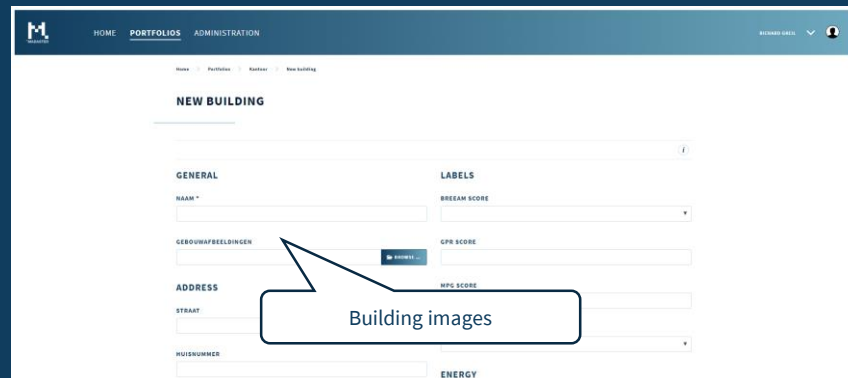 MADASTER
HOME PORTFOLIOS ADMINISTRATION
Home > Portfolios > Kantoor > New building
NEW BUILDING
i
GENERAL
NAAM *
GEBOUWAFBEELDINGEN
BROWSE ...
ADDRESS
STRAAT
HUISNUMMER
LABELS
BREEAM SCORE
GPR SCORE
MPG SCORE
ENERGY
Building images